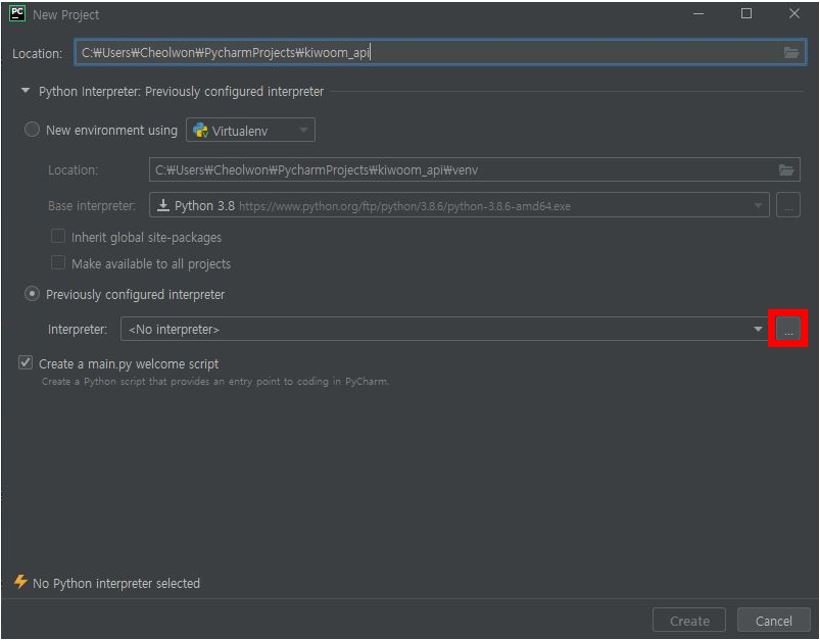 PC New Project
Location: C:₩Users₩Cheolwon₩PycharmProjects₩kiwoom_api
Python Interpreter: Previously configured interpreter
New environment using Virtualenv
Location: C:₩Users₩Cheolwon₩PycharmProjects₩kiwoom_api₩venv
Base interpreter: Python 3.8 https://www.python.org/ftp/python/3.8.6/python-3.8.6-amd64.exe ...
Inherit global site-packages
Make available to all projects
Previously configured interpreter
Interpreter: <No interpreter> ...
Create a main.py welcome script
Create a Python script that provides an entry point to coding in PyCharm.
No Python interpreter selected
Create Cancel